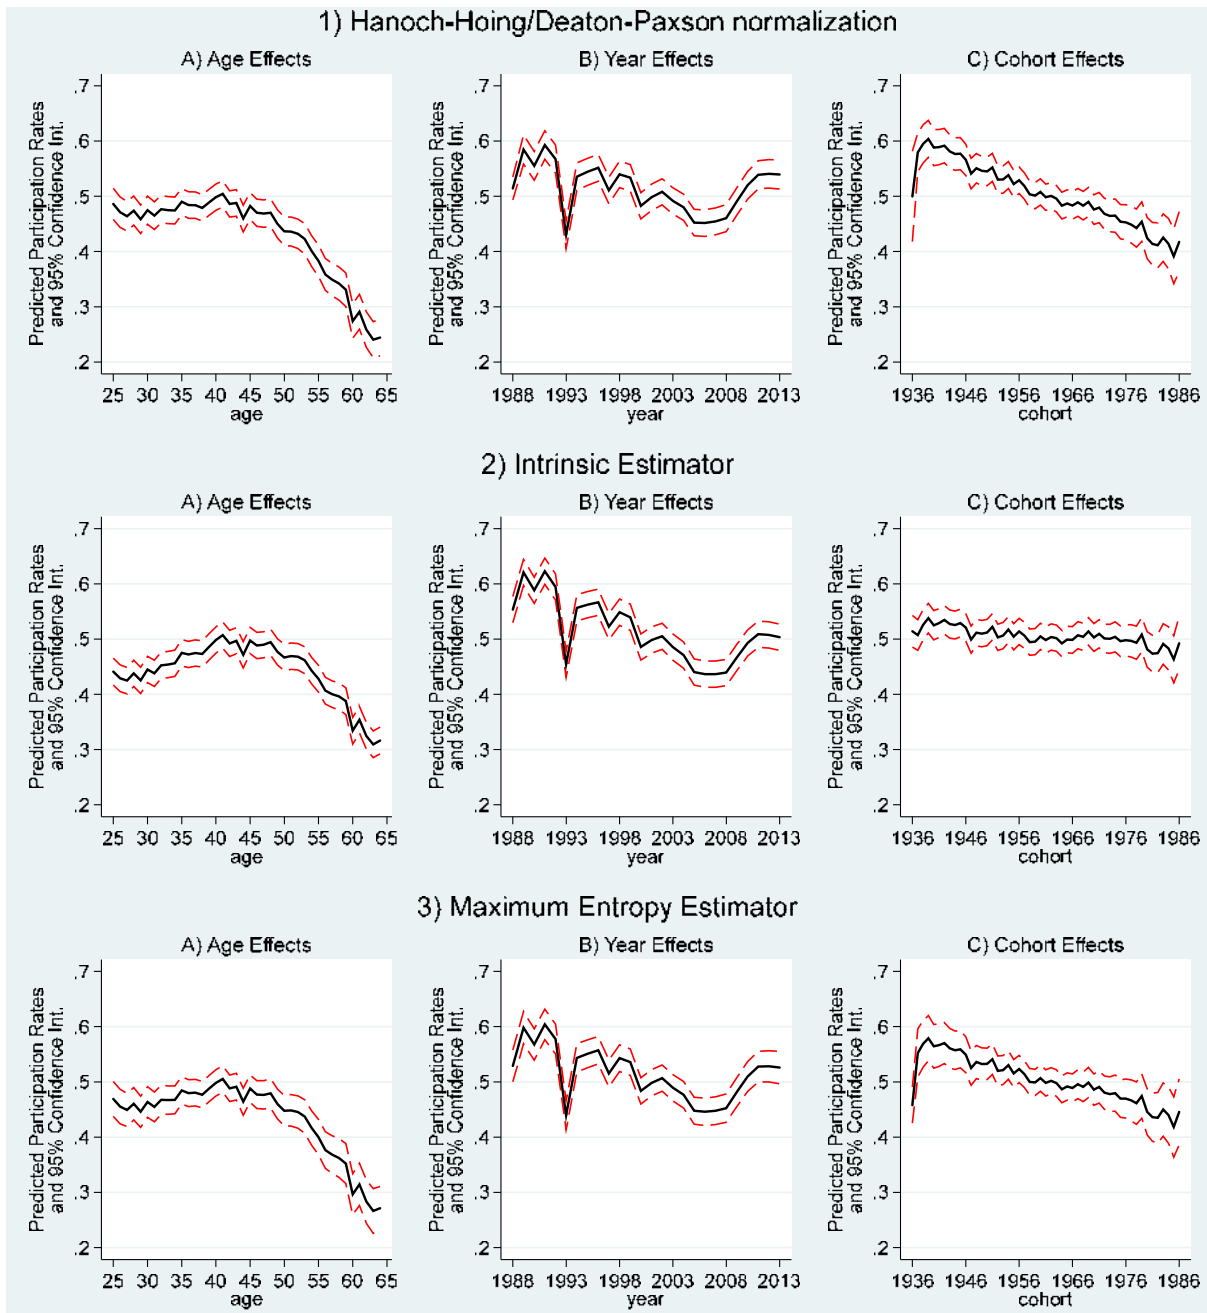 1) Hanoch-Hoing/Deaton-Paxson normalization
A) Age Effects
Predicted Participation Rates
and 95% Confidence Int.
.7
.6
.5
.4
.3
.2
25 30 35 40 45 50 55 60 65
age
B) Year Effects
Predicted Participation Rates
and 95% Confidence Int.
.7
.6
.5
.4
.3
.2
1988 1993 1998 2003 2008 2013
year
C) Cohort Effects
Predicted Participation Rates
and 95% Confidence Int.
.7
.6
.5
.4
.3
.2
1936 1946 1956 1966 1976 1986
cohort
2) Intrinsic Estimator
A) Age Effects
Predicted Participation Rates
and 95% Confidence Int.
.7
.6
.5
.4
.3
.2
25 30 35 40 45 50 55 60 65
age
B) Year Effects
Predicted Participation Rates
and 95% Confidence Int.
.7
.6
.5
.4
.3
.2
1988 1993 1998 2003 2008 2013
year
C) Cohort Effects
Predicted Participation Rates
and 95% Confidence Int.
.7
.6
.5
.4
.3
.2
1936 1946 1956 1966 1976 1986
cohort
3) Maximum Entropy Estimator
A) Age Effects
Predicted Participation Rates
and 95% Confidence Int.
.7
.6
.5
.4
.3
.2
25 30 35 40 45 50 55 60 65
age
B) Year Effects
Predicted Participation Rates
and 95% Confidence Int.
.7
.6
.5
.4
.3
.2
1988 1993 1998 2003 2008 2013
year
C) Cohort Effects
Predicted Participation Rates
and 95% Confidence Int.
.7
.6
.5
.4
.3
.2
1936 1946 1956 1966 1976 1986
cohort